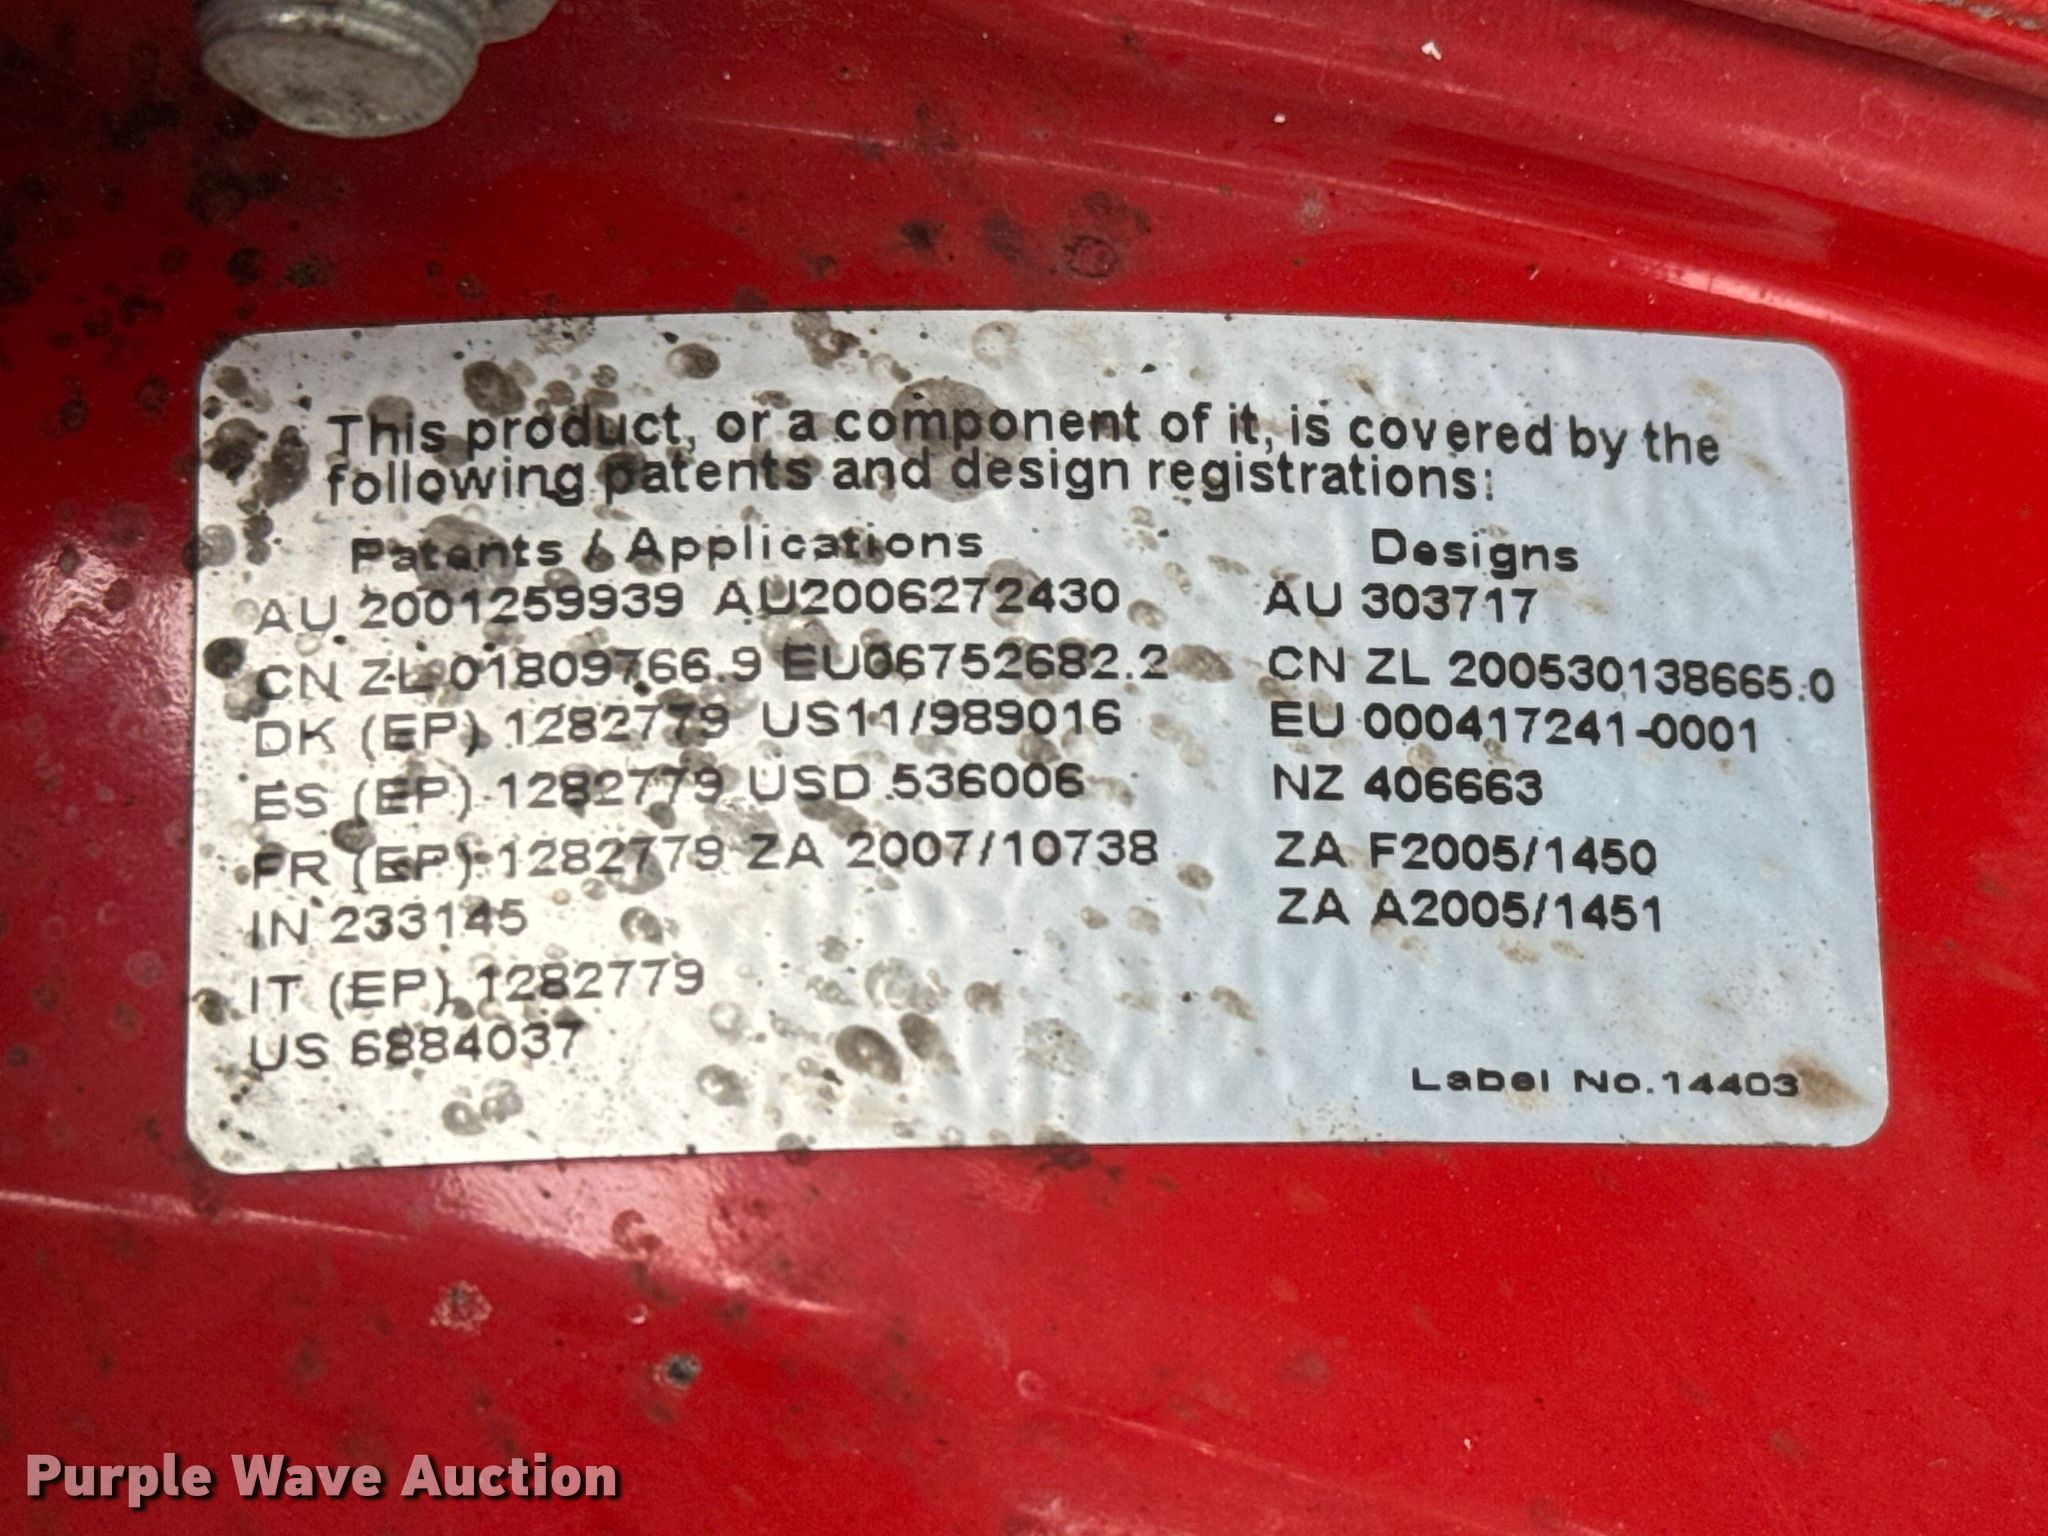 This product, or a component of it, is covered by the
following patents and design registrations:
Patents / Applications Designs
AU 2001259939 AU2006272430 AU 303717
CN ZL 01809766.9 EU06752682.2 CN ZL 200530138665.0
DK (EP) 1282779 US11/989016 EU 000417241-0001
ES (EP) 1282779 USD 536006 NZ 406663
FR (EP) 1282779 ZA 2007/10738 ZA F2005/1450
IN 233145 ZA A2005/1451
IT (EP) 1282779
US 6884037
Label No.14403
Purple Wave Auction